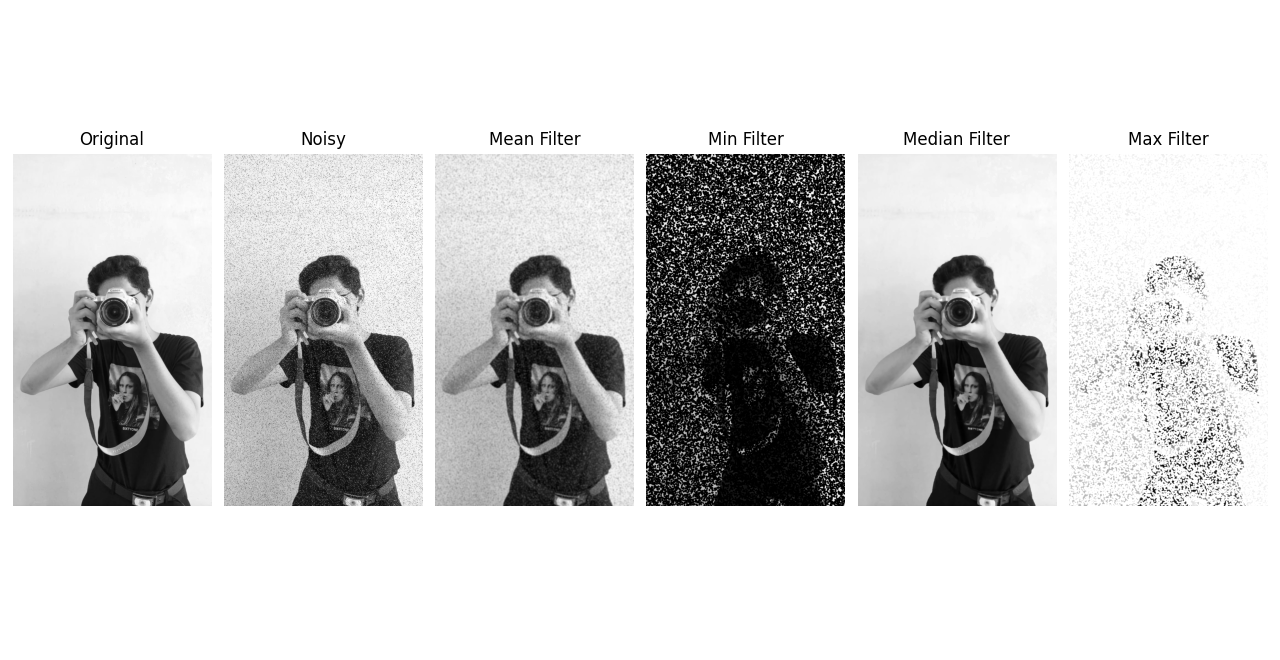 Original
Noisy
Mean Filter
Min Filter
Median Filter
Max Filter